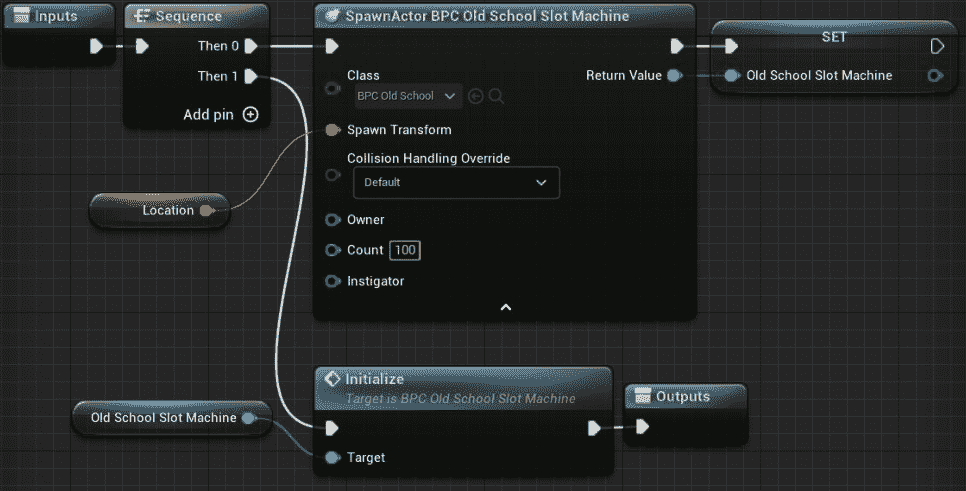 Inputs
Sequence
Then 0
Then 1
Add pin
SpawnActor BPC Old School Slot Machine
Class
BPC Old School
Return Value
Spawn Transform
Collision Handling Override
Default
Owner
Count 100
Instigator
SET
Old School Slot Machine
Location
Old School Slot Machine
Initialize
Target is BPC Old School Slot Machine
Target
Outputs